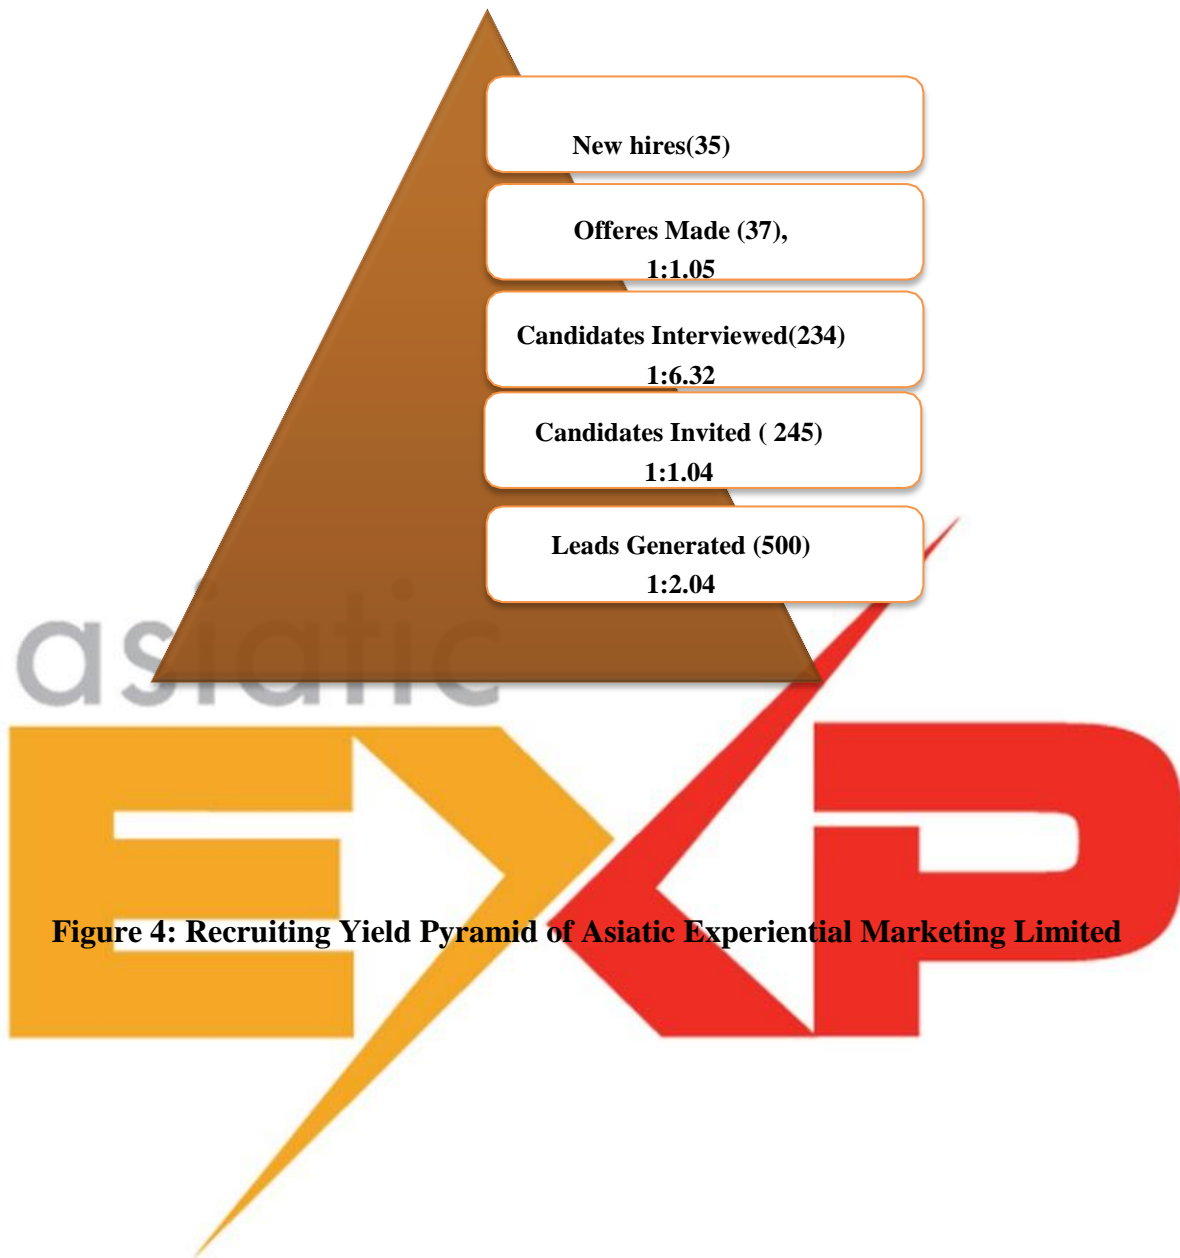 New hires(35)
Offeres Made (37),
1:1.05
Candidates Interviewed(234)
1:6.32
Candidates Invited ( 245)
1:1.04
Leads Generated (500)
1:2.04
asiatic
EXP
Figure 4: Recruiting Yield Pyramid of Asiatic Experiential Marketing Limited